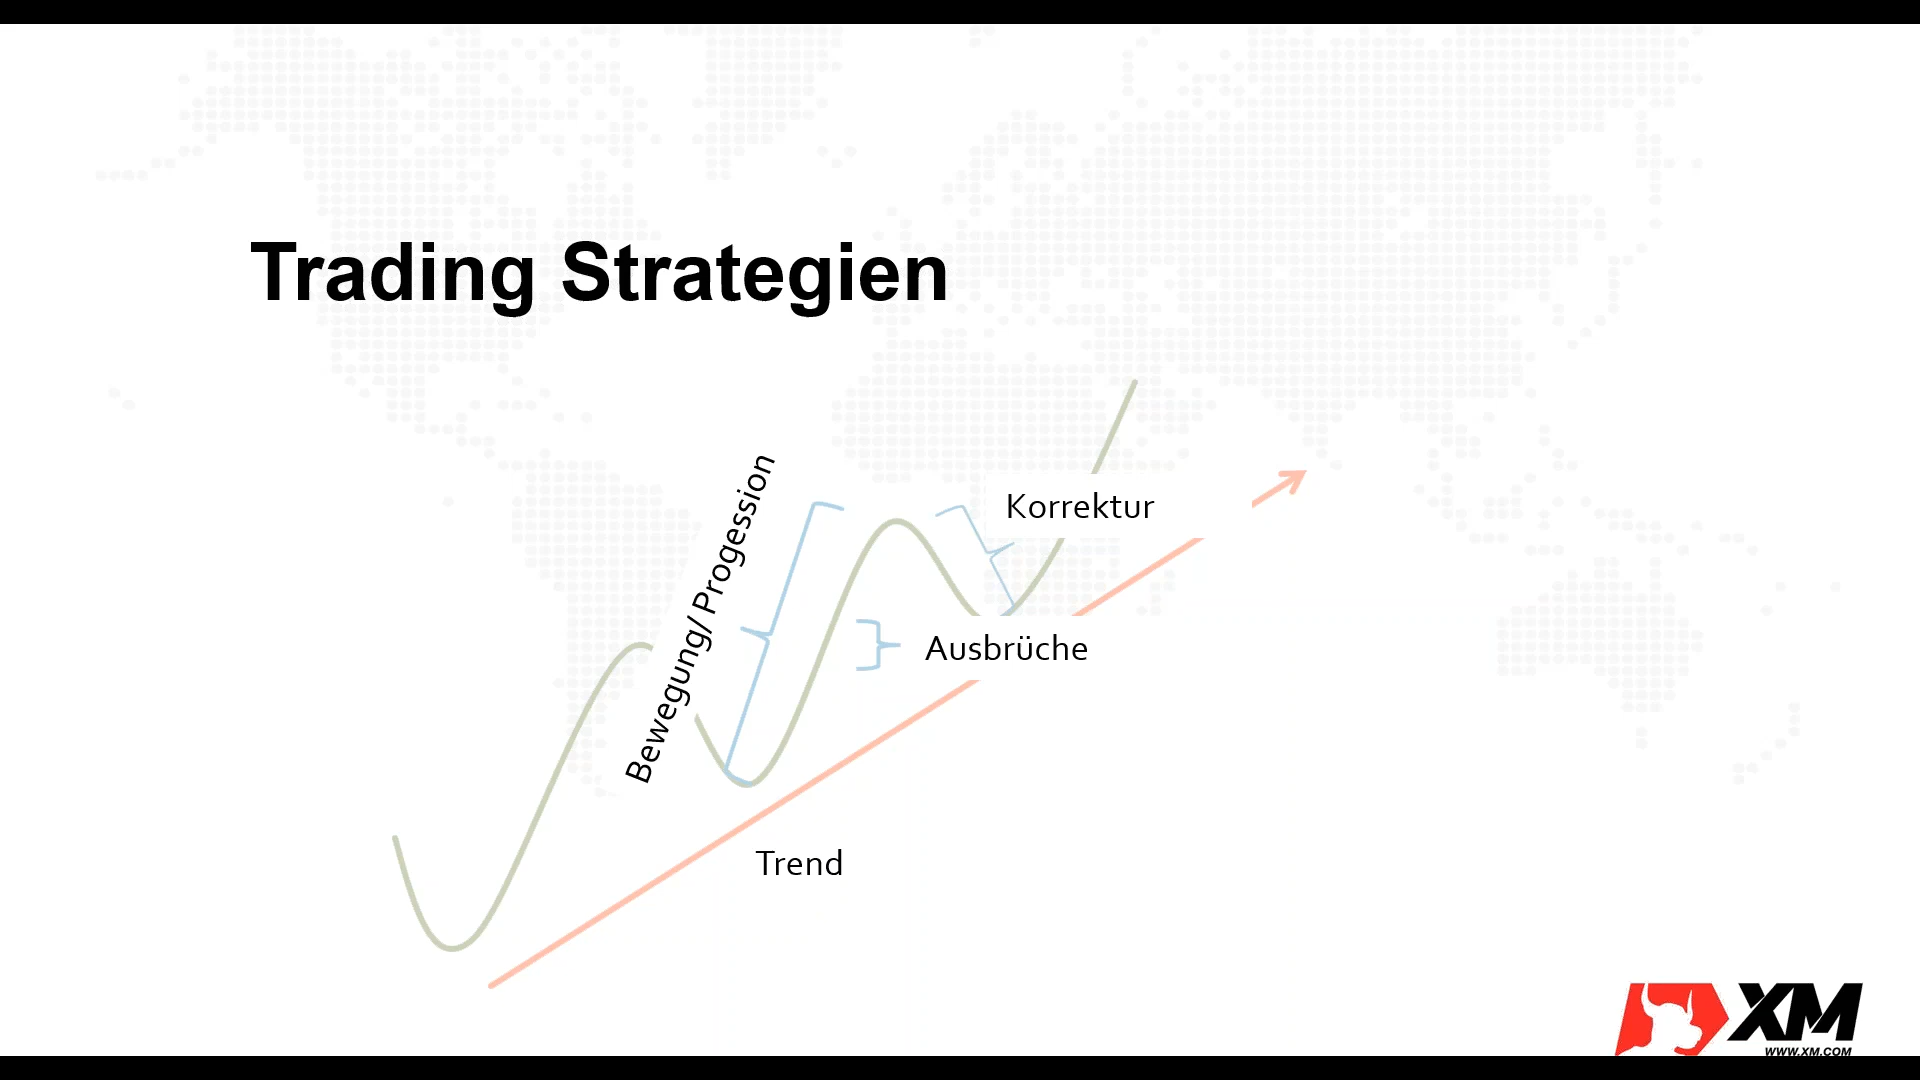 Trading Strategien
Bewegung/ Progession
Korrektur
Ausbrüche
Trend
XM
WWW.XM.COM